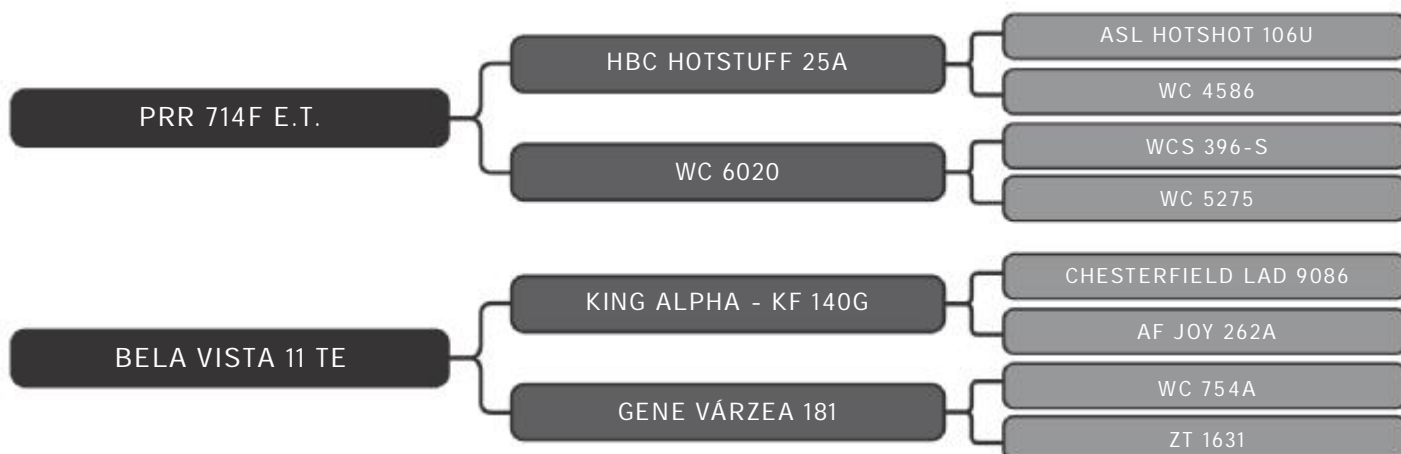 PRR 714F E.T.
HBC HOTSTUFF 25A
ASL HOTSHOT 106U
WC 4586
WC 6020
WCS 396-S
WC 5275
BELA VISTA 11 TE
KING ALPHA - KF 140G
CHESTERFIELD LAD 9086
AF JOY 262A
GENE VÁRZEA 181
WC 754A
ZT 1631